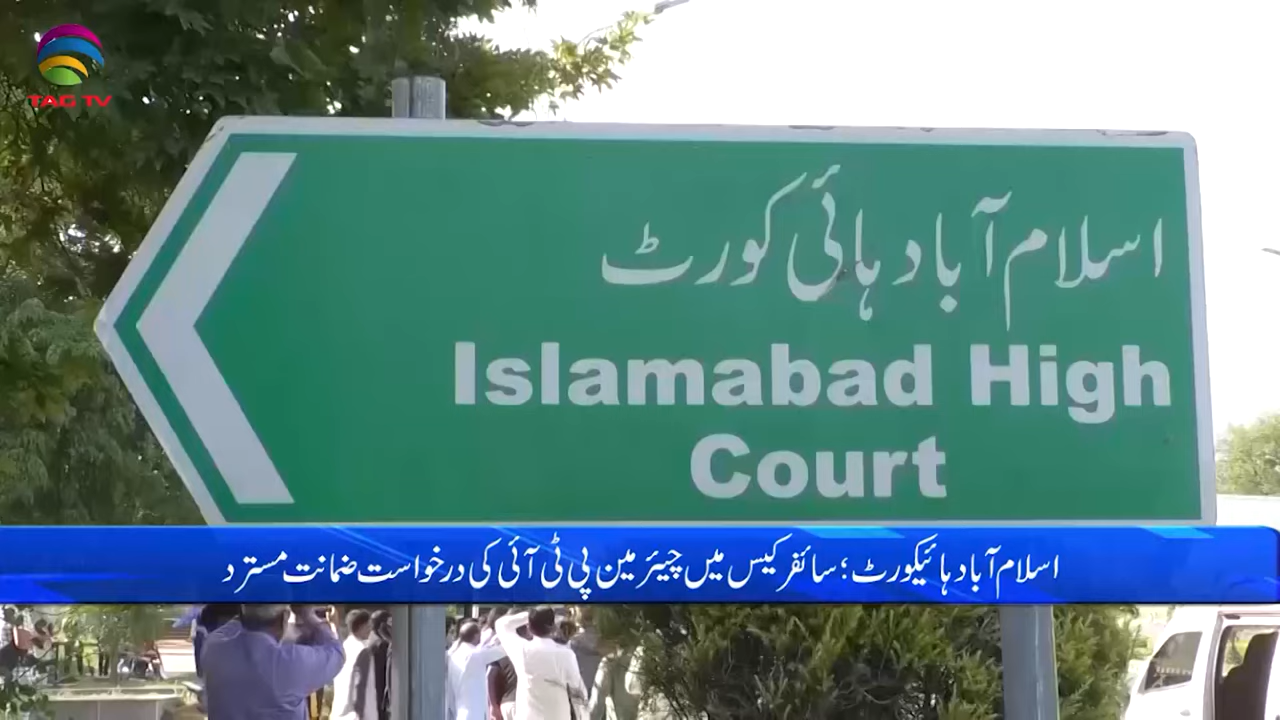 TAG TV
اسلام آباد ہائی کورٹ
Islamabad High
Court
اسلام آباد ہائیکورٹ؛ سائفر کیس میں چیئرمین پی ٹی آئی کی درخواست ضمانت مسترد